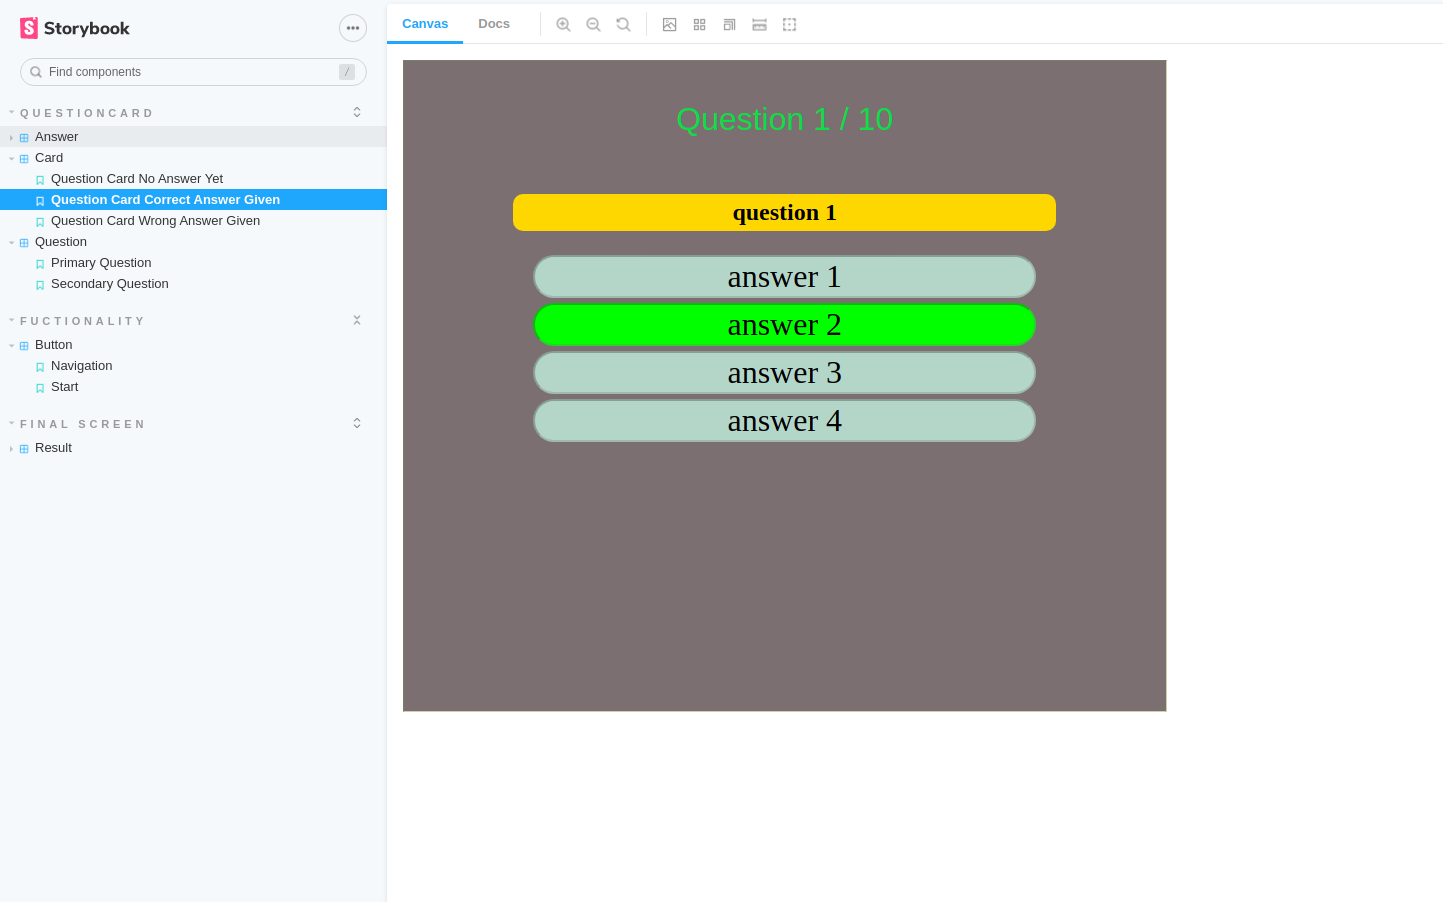 Storybook
Find components
/
QUESTIONCARD
Answer
Card
Question Card No Answer Yet
Question Card Correct Answer Given
Question Card Wrong Answer Given
Question
Primary Question
Secondary Question
FUCTIONALITY
Button
Navigation
Start
FINAL SCREEN
Result
Canvas Docs
Question 1 / 10
question 1
answer 1
answer 2
answer 3
answer 4